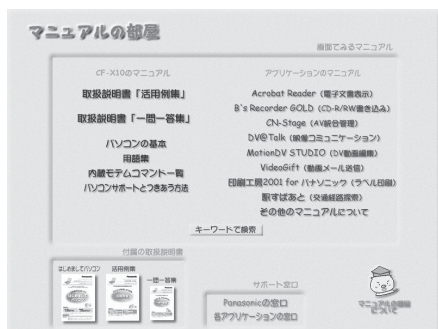 マニュアルの部屋
画面でみるマニュアル
CF-X10のマニュアル
取扱説明書「活用例集」
取扱説明書「一問一答集」
パソコンの基本
用語集
内蔵モデムコマンド一覧
パソコンサポートとつきあう方法
アプリケーションのマニュアル
Acrobat Reader（電子文書表示）
B's Recorder GOLD（CD-R/RW書き込み）
CN-Stage（AV統合管理）
DV@Talk（映像コミュニケーション）
MotionDV STUDIO（DV動画編集）
VideoGift（動画メール送信）
印刷工房2001 for パナソニック（ラベル印刷）
駅すぱあと（交通経路探索）
その他のマニュアルについて
キーワードで検索
付属の取扱説明書
はじめましてパソコン
活用例集
一問一答集
サポート窓口
Panasonicの窓口
各アプリケーションの窓口
マニュアルの部屋
について